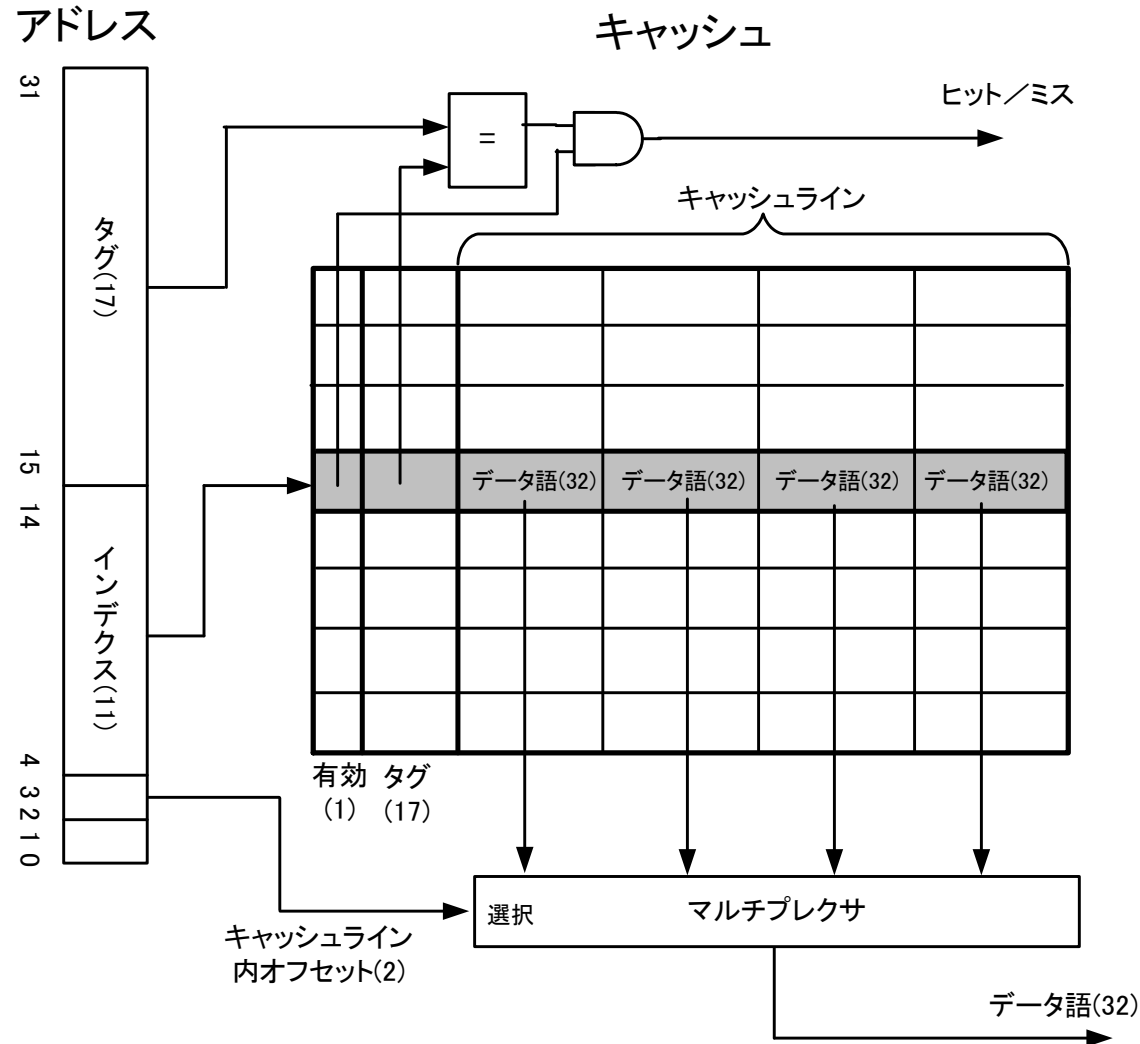 アドレス
キャッシュ
31
ヒット／ミス
=
キャッシュライン
タグ(17)
15
データ語(32)
データ語(32)
データ語(32)
データ語(32)
14
インデクス(11)
4
有効
(1)
タグ
(17)
3
2
1
0
選択
マルチプレクサ
キャッシュライン
内オフセット(2)
データ語(32)